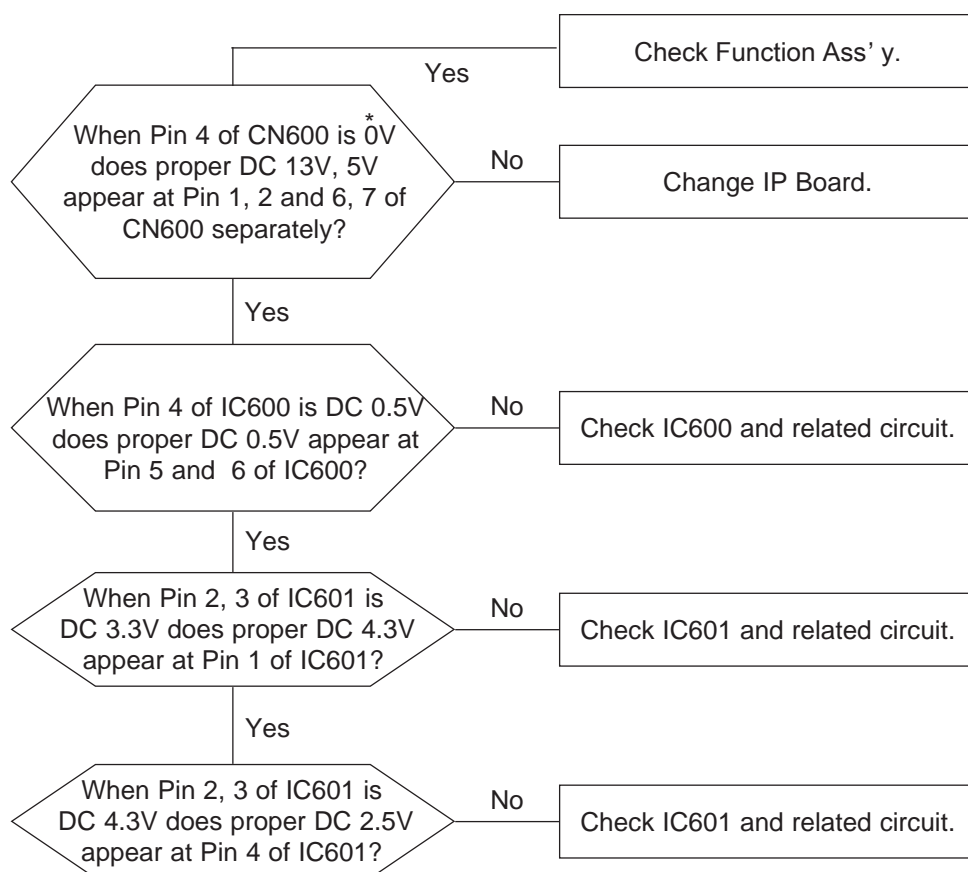 Check Function Ass' y.
Yes
When Pin 4 of CN600 is 0*V
does proper DC 13V, 5V
appear at Pin 1, 2 and 6, 7 of
CN600 separately?
No
Change IP Board.
Yes
When Pin 4 of IC600 is DC 0.5V
does proper DC 0.5V appear at
Pin 5 and 6 of IC600?
No
Check IC600 and related circuit.
Yes
When Pin 2, 3 of IC601 is
DC 3.3V does proper DC 4.3V
appear at Pin 1 of IC601?
No
Check IC601 and related circuit.
Yes
When Pin 2, 3 of IC601 is
DC 4.3V does proper DC 2.5V
appear at Pin 4 of IC601?
No
Check IC601 and related circuit.